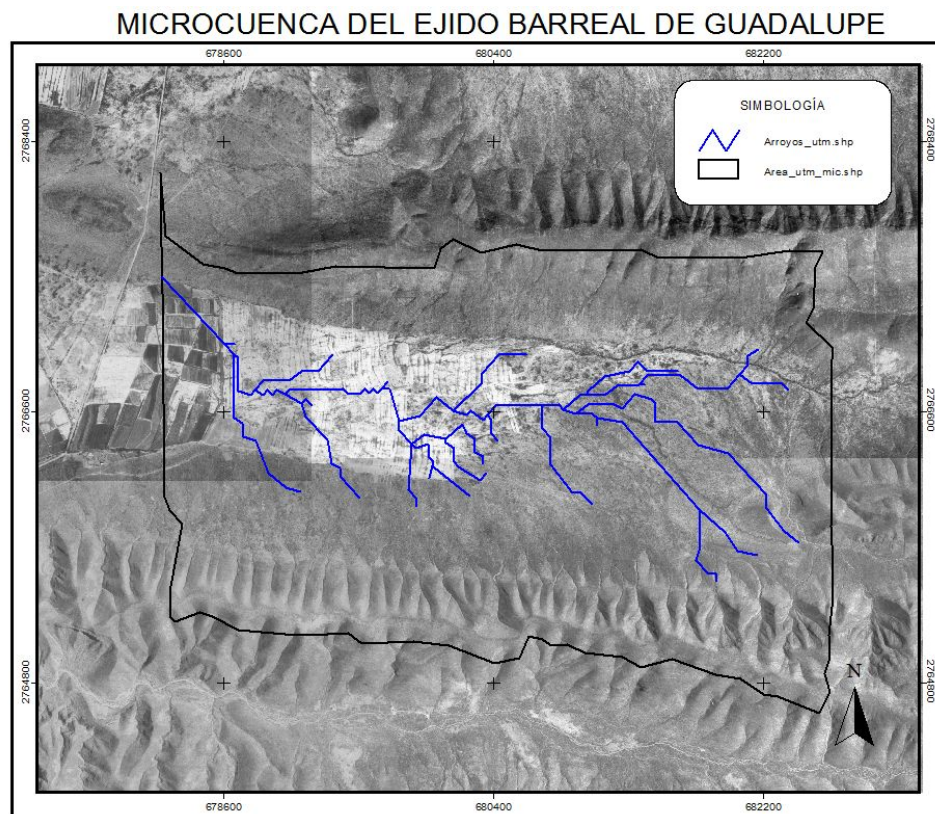 MICROCUENCA DEL EJIDO BARREAL DE GUADALUPE
678600 680400 682200
SIMBOLOGÍA
Arroyos_utm.shp
Area_utm_mic.shp
2768400 2768400
2766600 2766600
2764800 2764800
N
678600 680400 682200